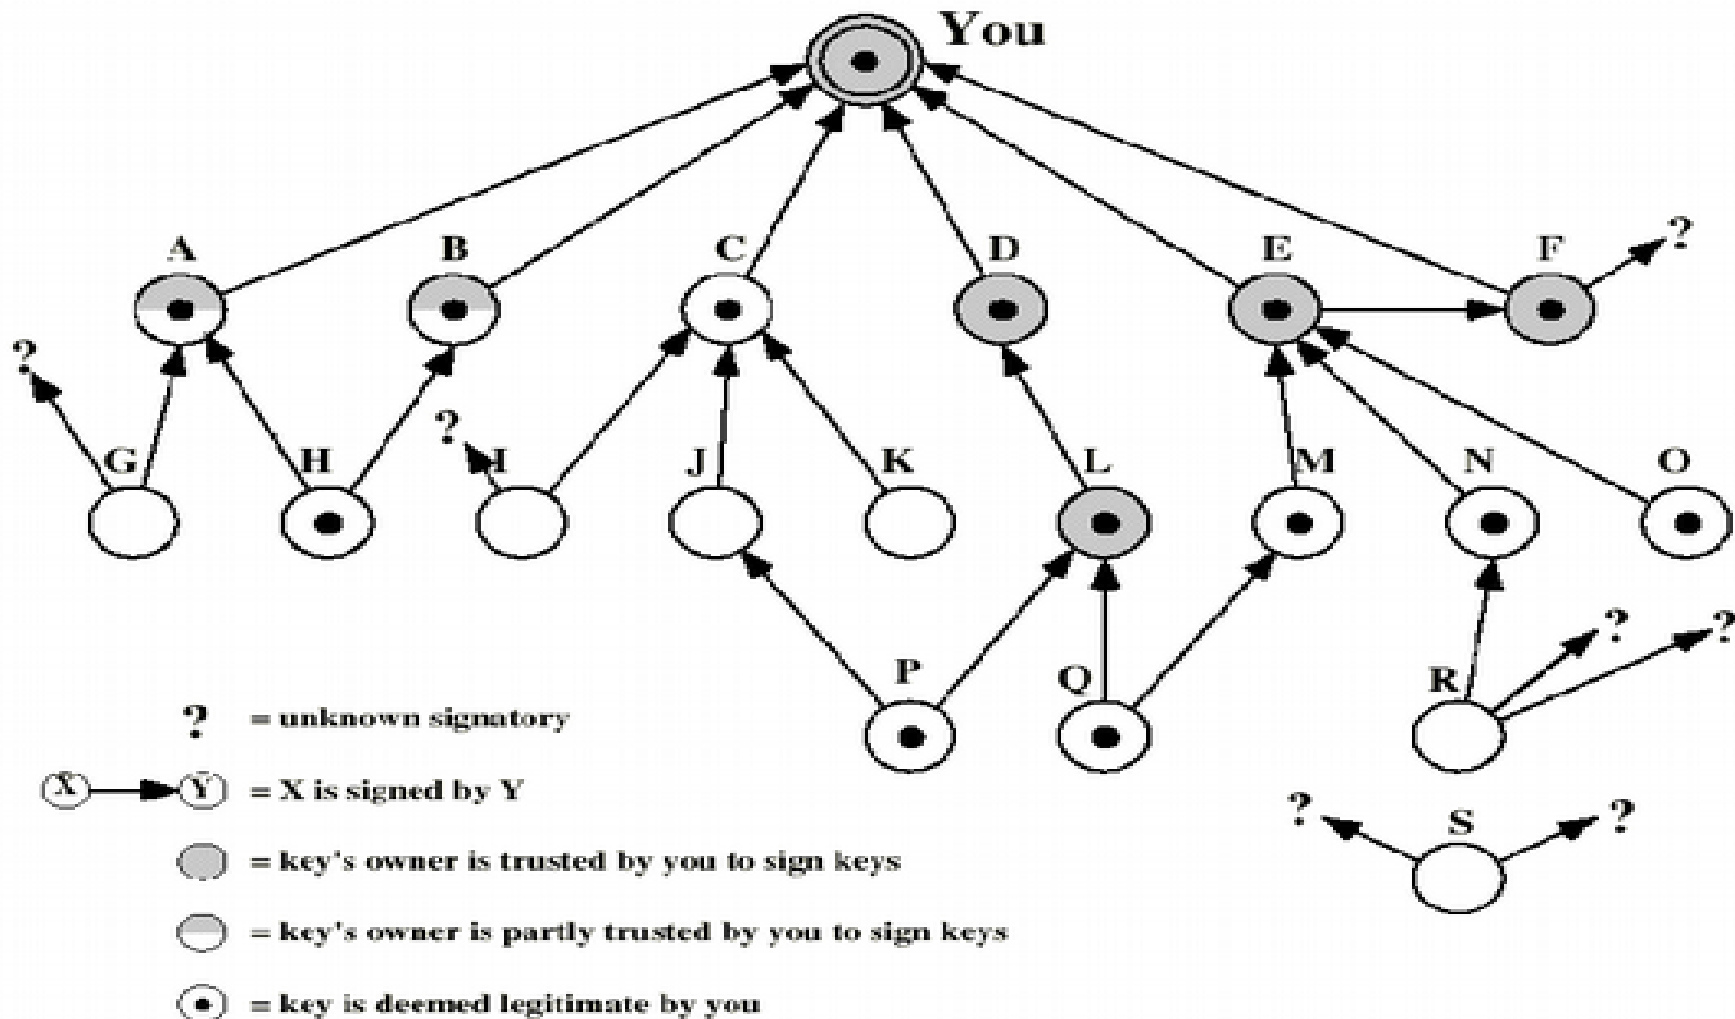 You
A B C D E F ?
?
?
G H I J K L M N O
? ?
P Q R
? = unknown signatory
X Y = X is signed by Y
? S ?
= key's owner is trusted by you to sign keys
= key's owner is partly trusted by you to sign keys
= key is deemed legitimate by you